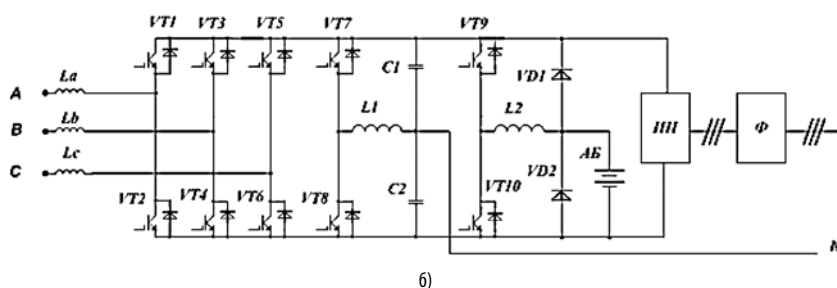 VT1 VT3 VT5 VT7 VT9
La
A
C1
VD1
Lb
B
L1
L2
ИН
Ф
Lc
C
АБ
C2
VD2
VT2 VT4 VT6 VT8 VT10
N
б)